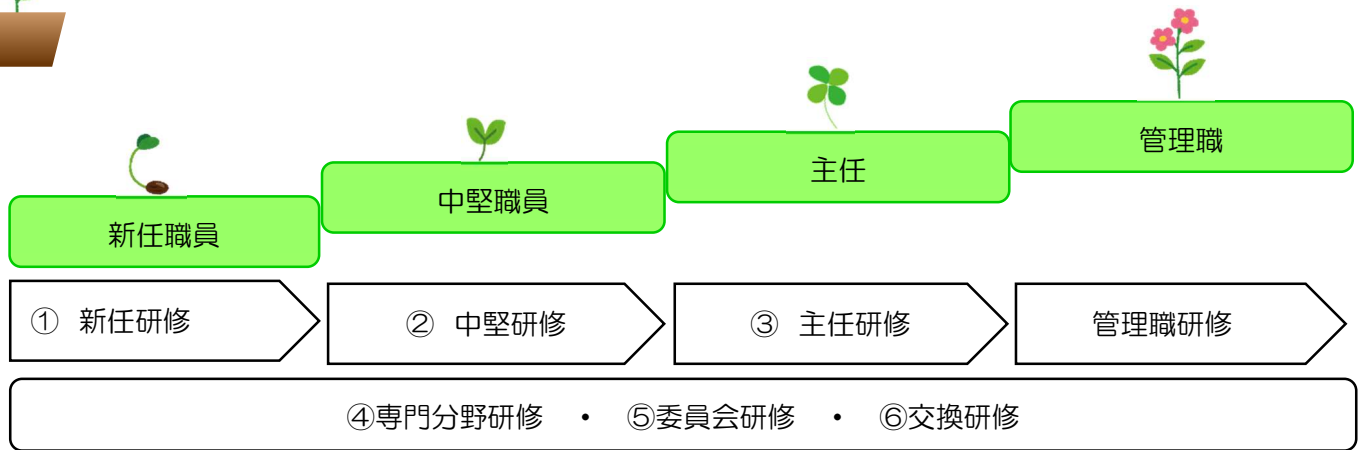 管理職
主任
中堅職員
新任職員
① 新任研修
② 中堅研修
③ 主任研修
管理職研修
④専門分野研修 ・ ⑤委員会研修 ・ ⑥交換研修